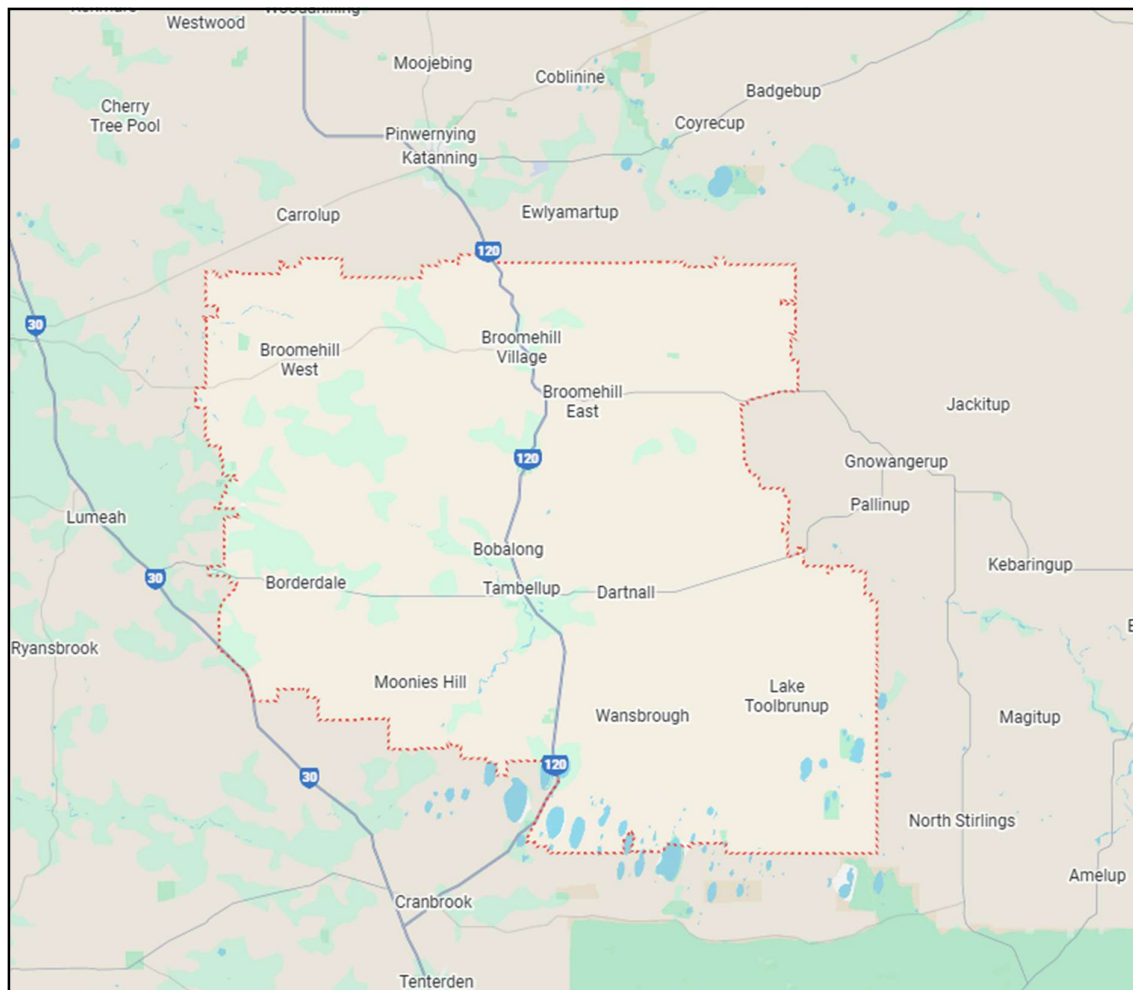 Westwood
Moojebing
Coblinine
Badgebup
Cherry
Tree Pool
Coyrecup
Pinwernying
Katanning
Carrolup
Ewlyamartup
120
30
Broomehill
Village
Broomehill
West
Broomehill
East
Jackitup
120
Gnowangerup
Pallinup
Lumeah
Bobalong
Kebaringup
30
Borderdale
Tambellup
Dartnall
Ryansbrook
Moonies Hill
Lake
Toolbrunup
Wansbrough
Magitup
120
30
North Stirlings
Amelup
Cranbrook
Tenterden